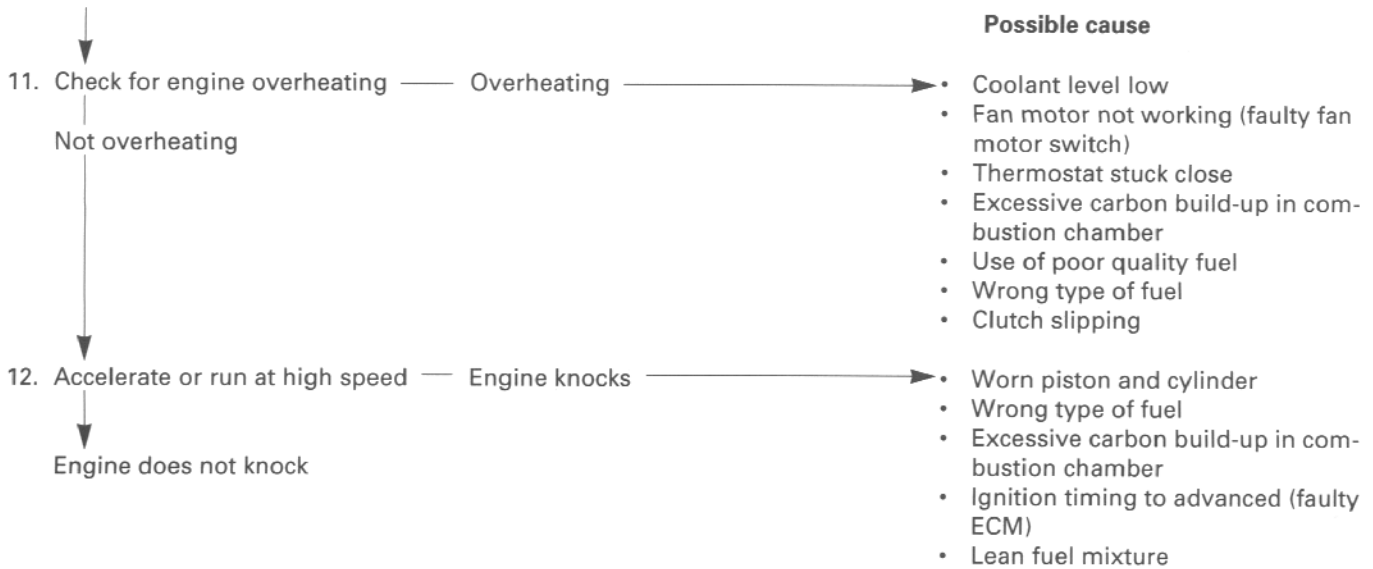 Possible cause
11. Check for engine overheating Overheating
• Coolant level low
• Fan motor not working (faulty fan
motor switch)
Not overheating
• Thermostat stuck close
• Excessive carbon build-up in com-
bustion chamber
• Use of poor quality fuel
• Wrong type of fuel
• Clutch slipping
12. Accelerate or run at high speed Engine knocks
• Worn piston and cylinder
• Wrong type of fuel
• Excessive carbon build-up in com-
bustion chamber
Engine does not knock
• Ignition timing to advanced (faulty
ECM)
• Lean fuel mixture